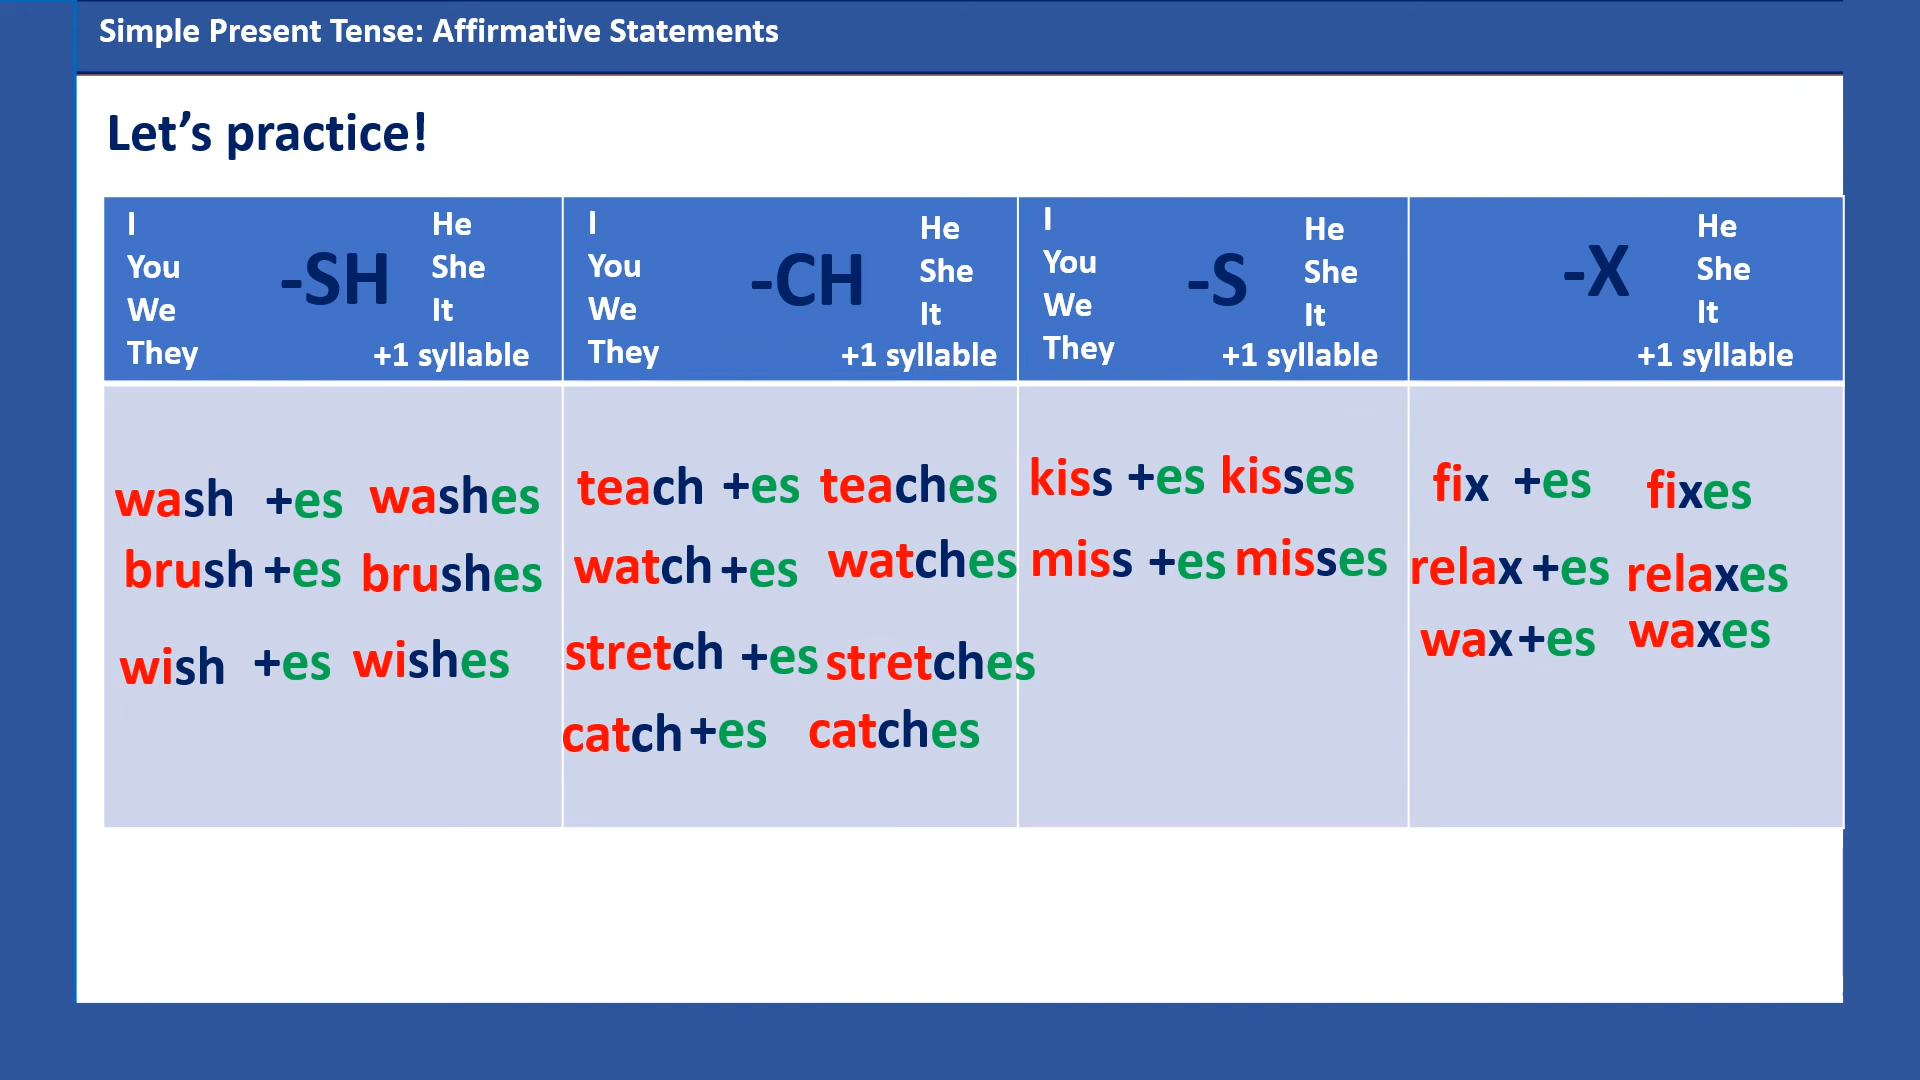 Simple Present Tense: Affirmative Statements
Let's practice!
I
You
We
They
-SH
He
She
It
+1 syllable
I
You
We
They
-CH
He
She
It
+1 syllable
I
You
We
They
-S
He
She
It
+1 syllable
-X
He
She
It
+1 syllable
wash +es washes
brush +es brushes
wish +es wishes
teach +es teaches
watch +es watches
stretch +es stretches
catch +es catches
kiss +es kisses
miss +es misses
fix +es fixes
relax +es relaxes
wax +es waxes